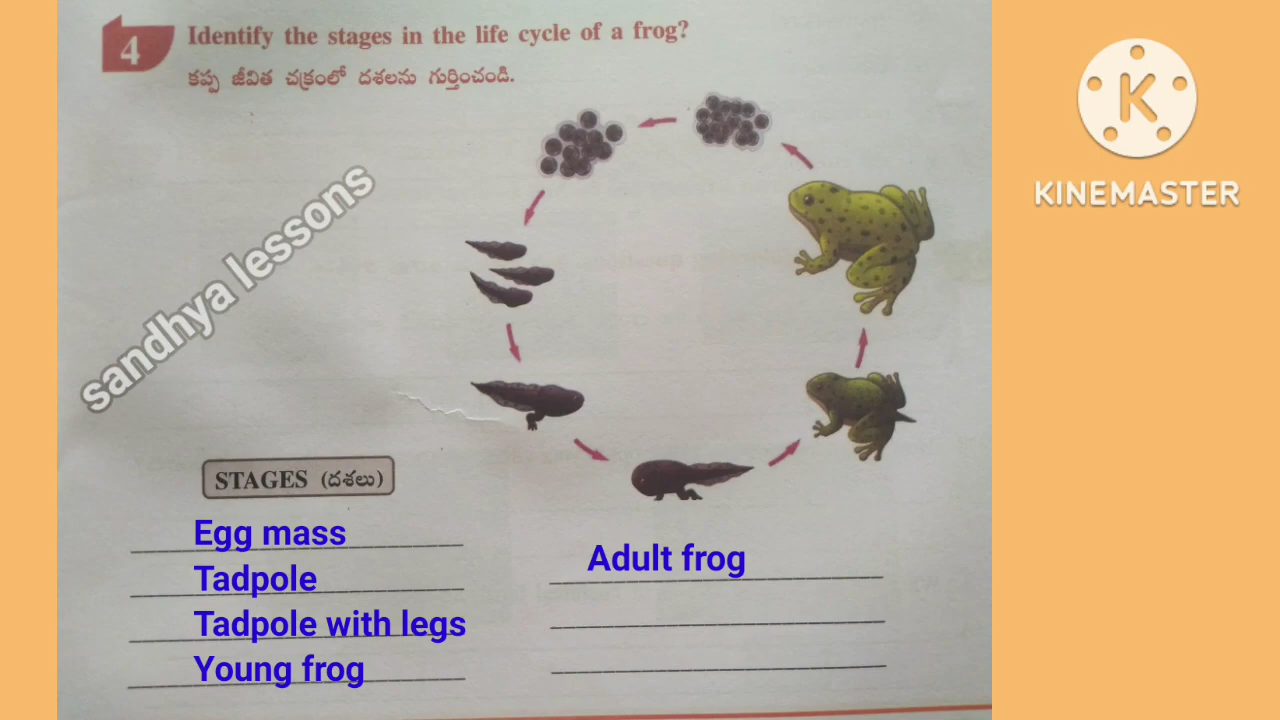 4
Identify the stages in the life cycle of a frog?
కప్ప జీవిత చక్రంలో దశలను గుర్తించండి.
K
KINEMASTER
sandhya lessons
STAGES (దశలు)
Egg mass
Tadpole
Tadpole with legs
Young frog
Adult frog